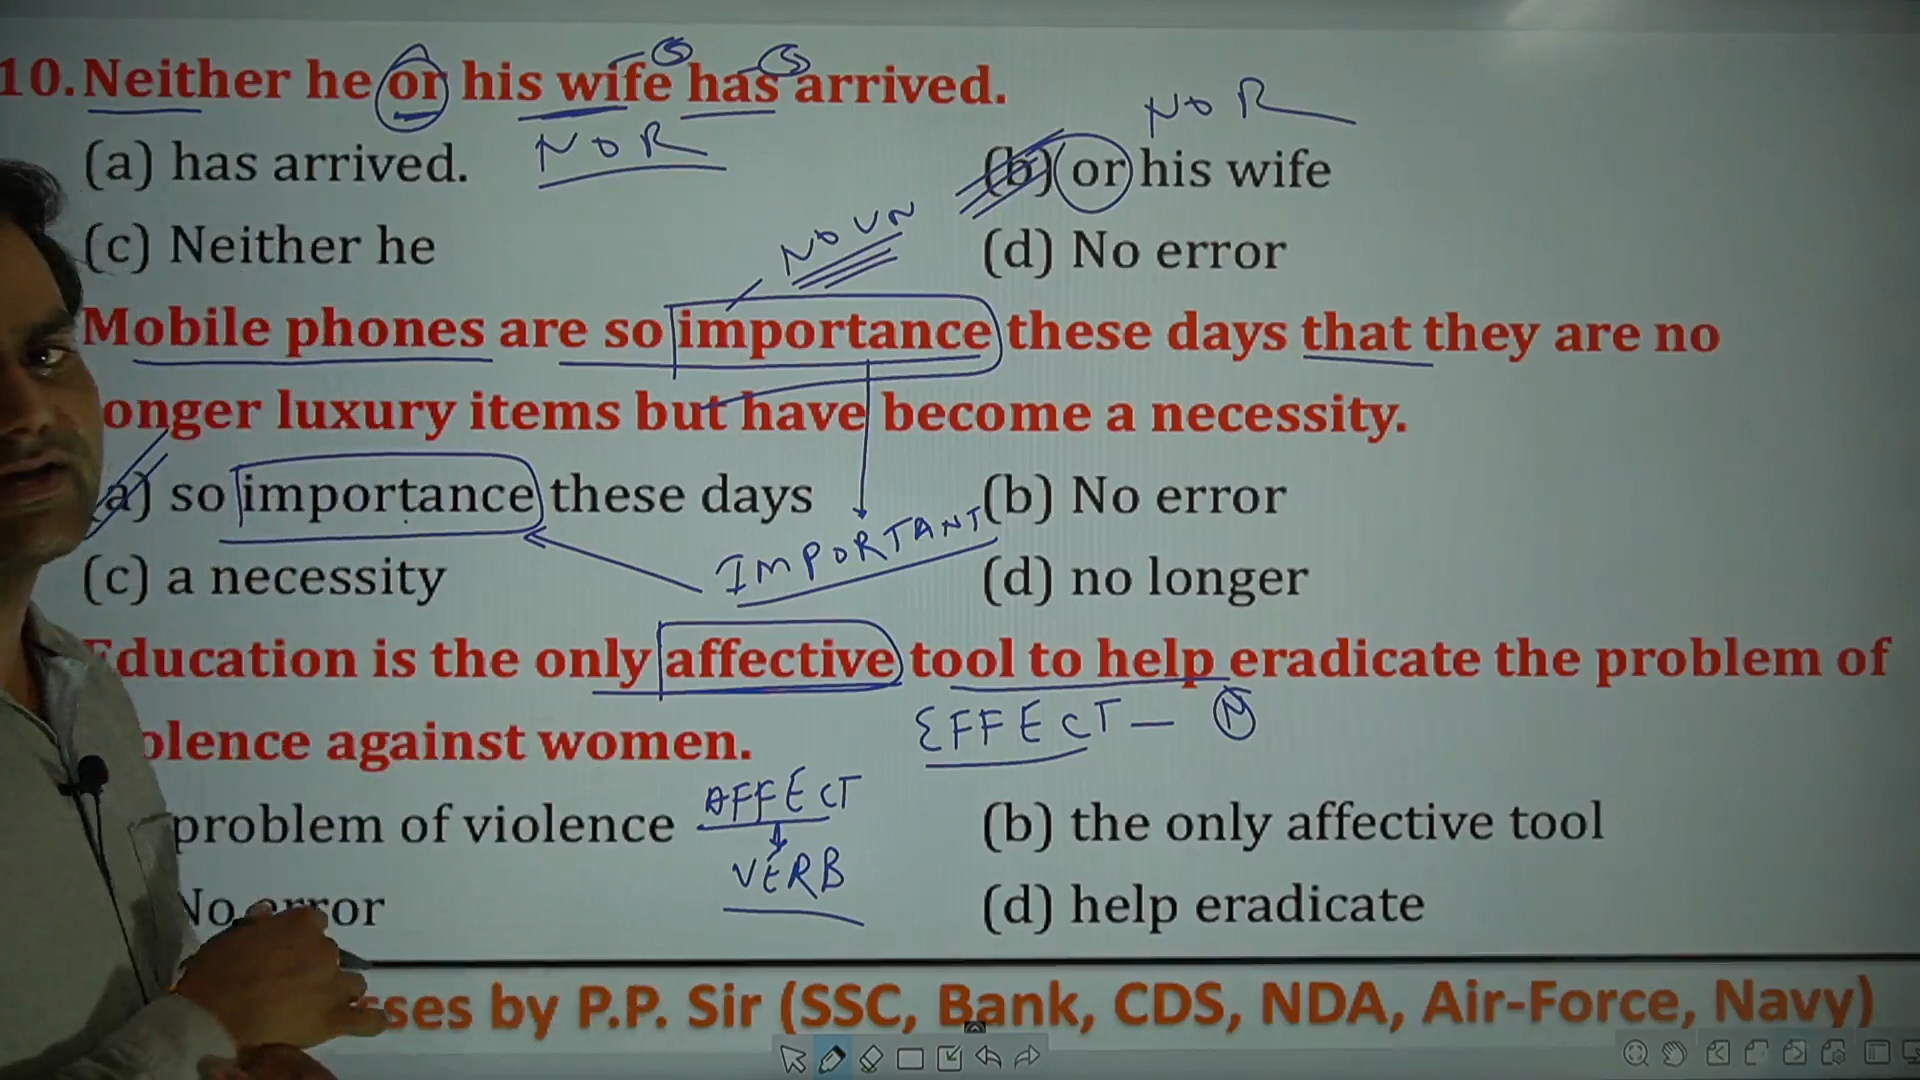 10. Neither he or his wife has arrived.
S S
NOR
(a) has arrived.
NOR
(b) or his wife
NOUN
(c) Neither he
(d) No error
Mobile phones are so importance these days that they are no
onger luxury items but have become a necessity.
(a) so importance these days
(b) No error
IMPORTANT
(c) a necessity
(d) no longer
Education is the only affective tool to help eradicate the problem of
EFFECT - N
olence against women.
AFFECT
problem of violence
(b) the only affective tool
VERB
No error
(d) help eradicate
sses by P.P. Sir (SSC, Bank, CDS, NDA, Air-Force, Navy)